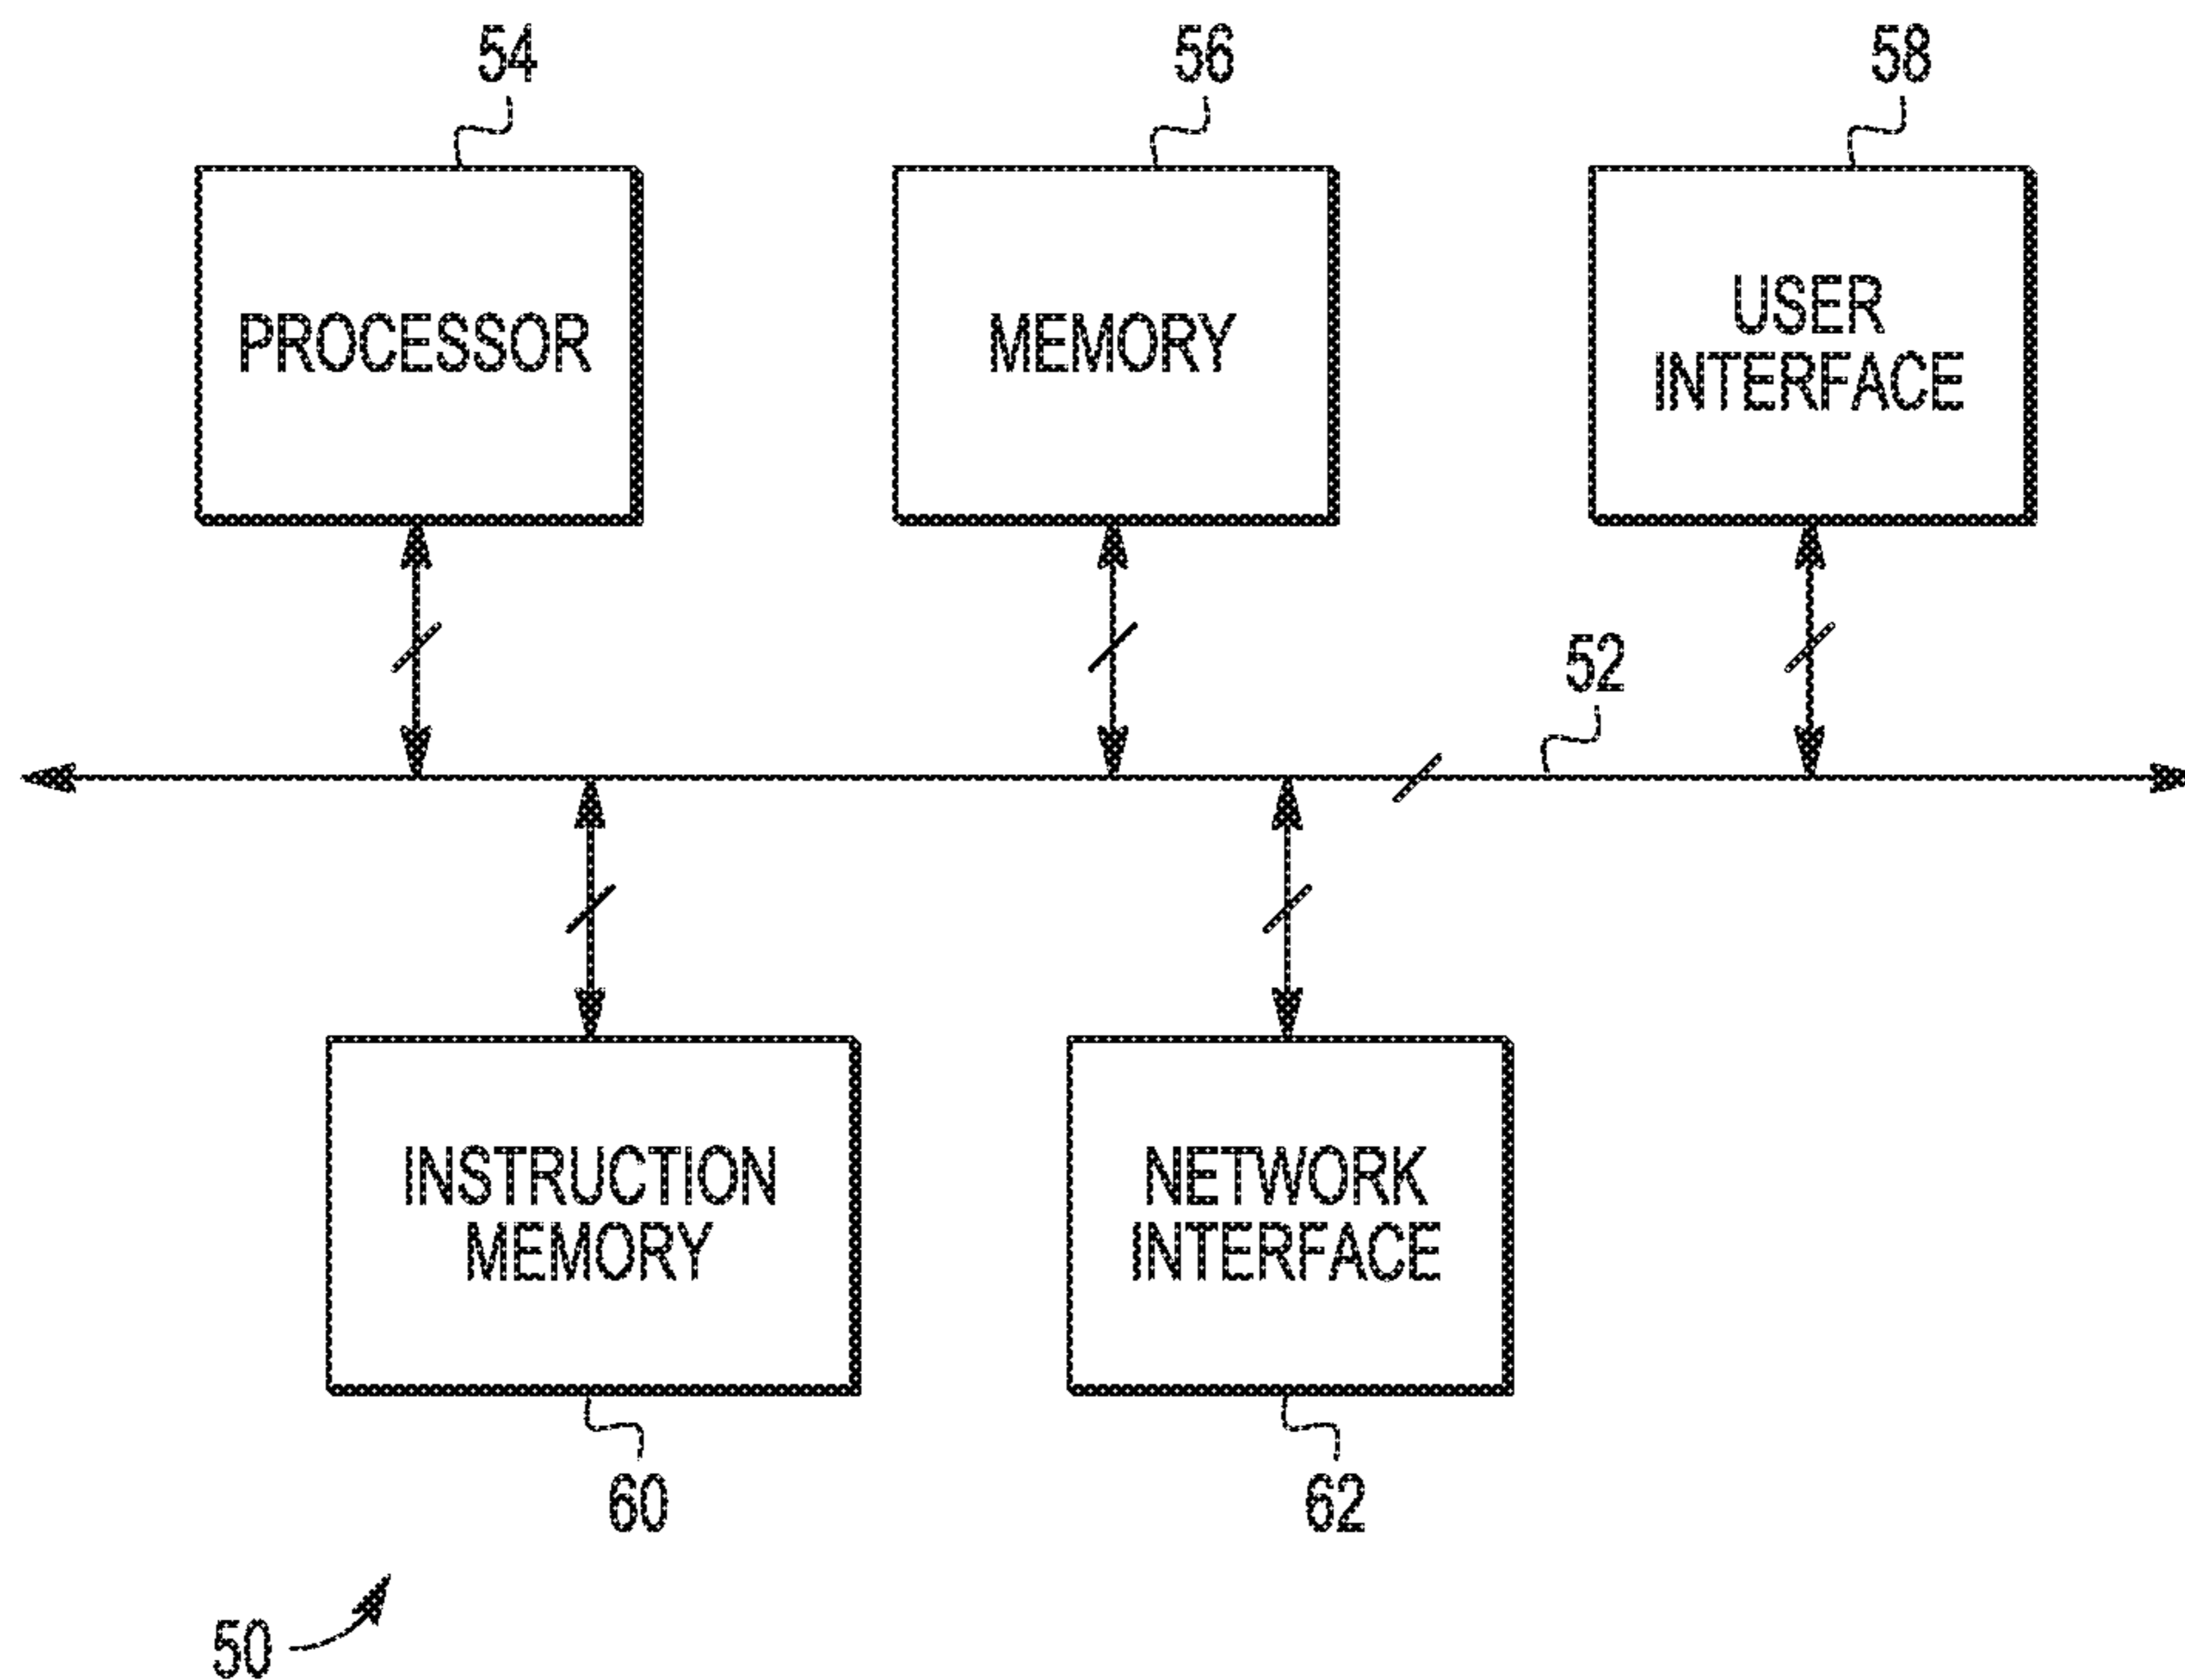 54
56
58
PROCESSOR
MEMORY
USER
INTERFACE
52
INSTRUCTION
MEMORY
NETWORK
INTERFACE
60
62
50